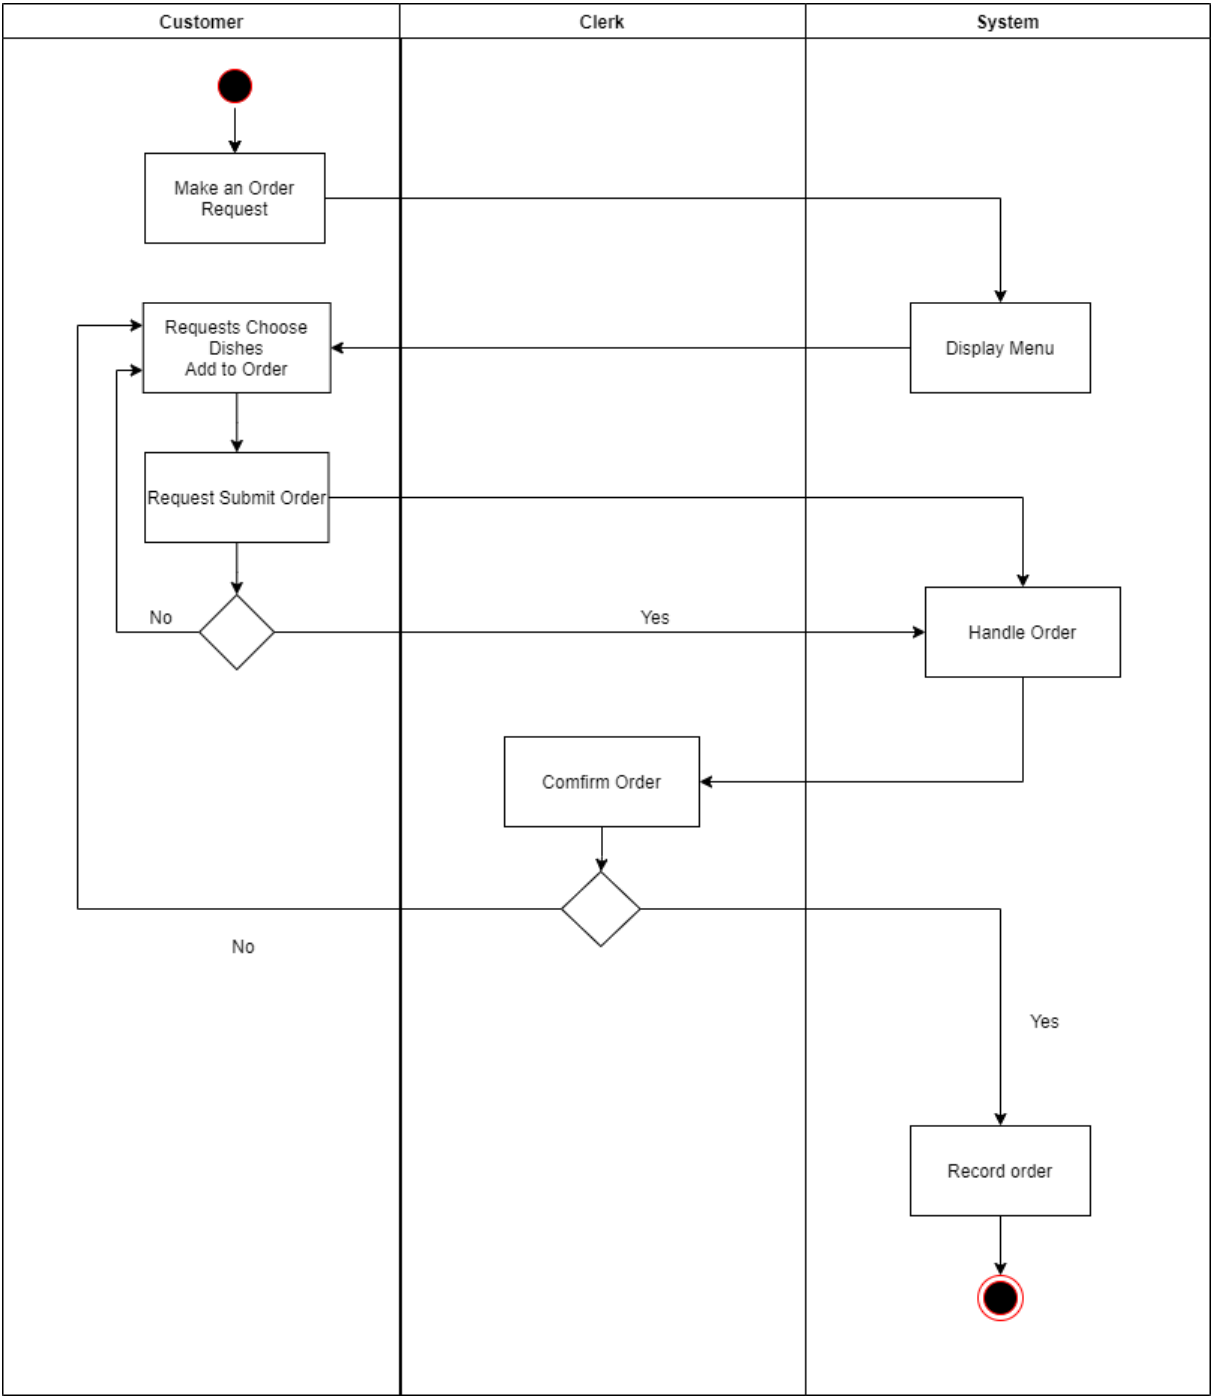 Customer
Clerk
System
Make an Order
Request
Requests Choose
Dishes
Add to Order
Display Menu
Request Submit Order
No
Yes
Handle Order
Comfirm Order
No
Yes
Record order